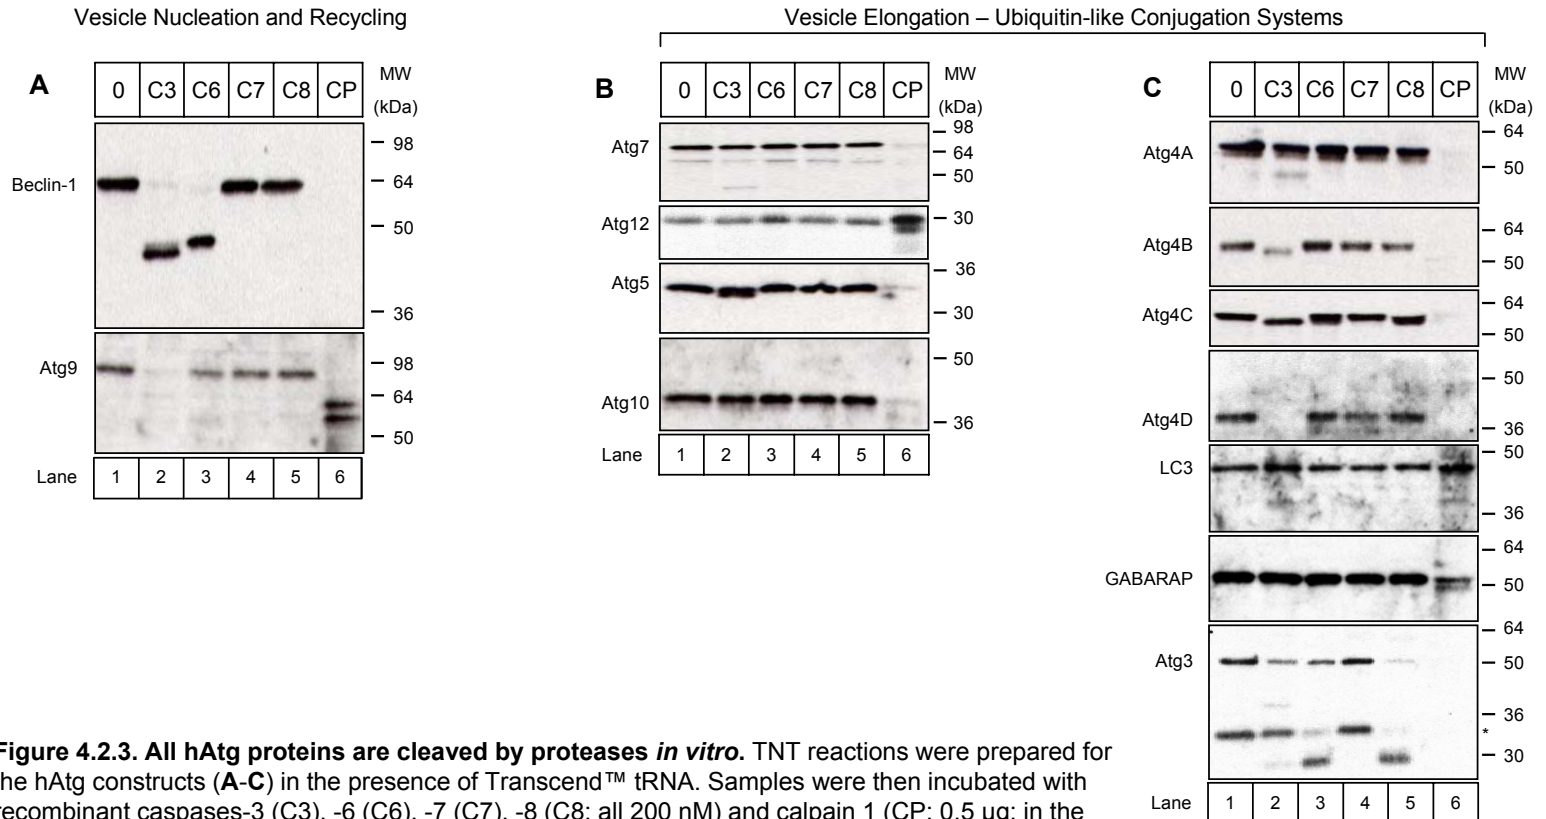 Vesicle Nucleation and Recycling
Vesicle Elongation – Ubiquitin-like Conjugation Systems
A
0 C3 C6 C7 C8 CP
MW
(kDa)
Beclin-1
98
64
50
36
Atg9
98
64
50
Lane 1 2 3 4 5 6
B
0 C3 C6 C7 C8 CP
MW
(kDa)
Atg7
98
64
50
Atg12
30
Atg5
36
30
Atg10
50
36
Lane 1 2 3 4 5 6
C
0 C3 C6 C7 C8 CP
MW
(kDa)
Atg4A
64
50
Atg4B
64
50
Atg4C
64
50
Atg4D
50
36
LC3
50
36
GABARAP
64
50
Atg3
64
50
36
*
30
Lane 1 2 3 4 5 6
Figure 4.2.3. All hAtg proteins are cleaved by proteases in vitro. TNT reactions were prepared for
the hAtg constructs (A-C) in the presence of Transcend™ tRNA. Samples were then incubated with
recombinant caspases-3 (C3), -6 (C6), -7 (C7), -8 (C8; all 200 nM) and calpain 1 (CP; 0.5 µg; in the